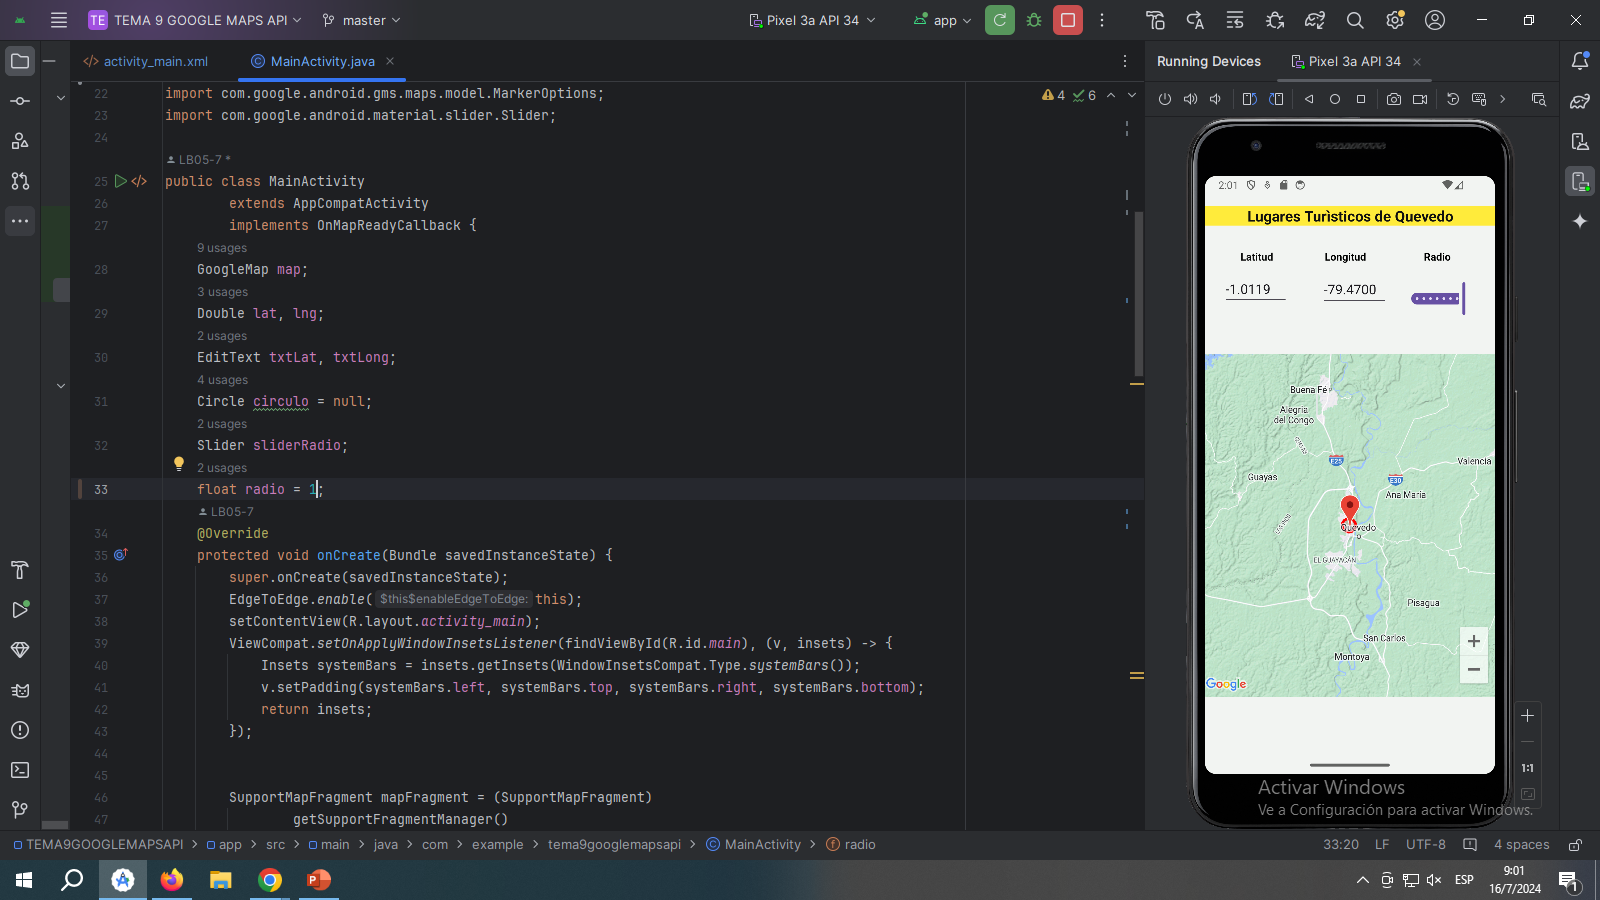 TE TEMA 9 GOOGLE MAPS API master Pixel 3a API 34 app
activity_main.xml MainActivity.java
Running Devices Pixel 3a API 34
4 6
22 import com.google.android.gms.maps.model.MarkerOptions;
23 import com.google.android.material.slider.Slider;
24
LB05-7 *
25 public class MainActivity
26 extends AppCompatActivity
27 implements OnMapReadyCallback {
9 usages
28 GoogleMap map;
3 usages
29 Double lat, lng;
2 usages
30 EditText txtLat, txtLong;
4 usages
31 Circle circulo = null;
2 usages
32 Slider sliderRadio;
2 usages
33 float radio = 1;
LB05-7
34 @Override
35 protected void onCreate(Bundle savedInstanceState) {
36 super.onCreate(savedInstanceState);
37 EdgeToEdge.enable( $this$enableEdgeToEdge: this);
38 setContentView(R.layout.activity_main);
39 ViewCompat.setOnApplyWindowInsetsListener(findViewById(R.id.main), (v, insets) -> {
40 Insets systemBars = insets.getInsets(WindowInsetsCompat.Type.systemBars());
41 v.setPadding(systemBars.left, systemBars.top, systemBars.right, systemBars.bottom);
42 return insets;
43 });
44
45
46 SupportMapFragment mapFragment = (SupportMapFragment)
47 getSupportFragmentManager()
2:01
Lugares Turìsticos de Quevedo
Latitud Longitud Radio
-1.0119 -79.4700
Buena Fé
Alegria
del Congo
E25
Valencia
Guayas
E30
Ana María
Quevedo
EL GUAYACÁN
Pisagua
San Carlos
Montoya
Google
1:1
Activar Windows
Ve a Configuración para activar Windows.
TEMA9GOOGLEMAPSAPI > app > src > main > java > com > example > tema9googlemapsapi > MainActivity > radio
33:20 LF UTF-8 4 spaces
ESP
9:01
16/7/2024
1